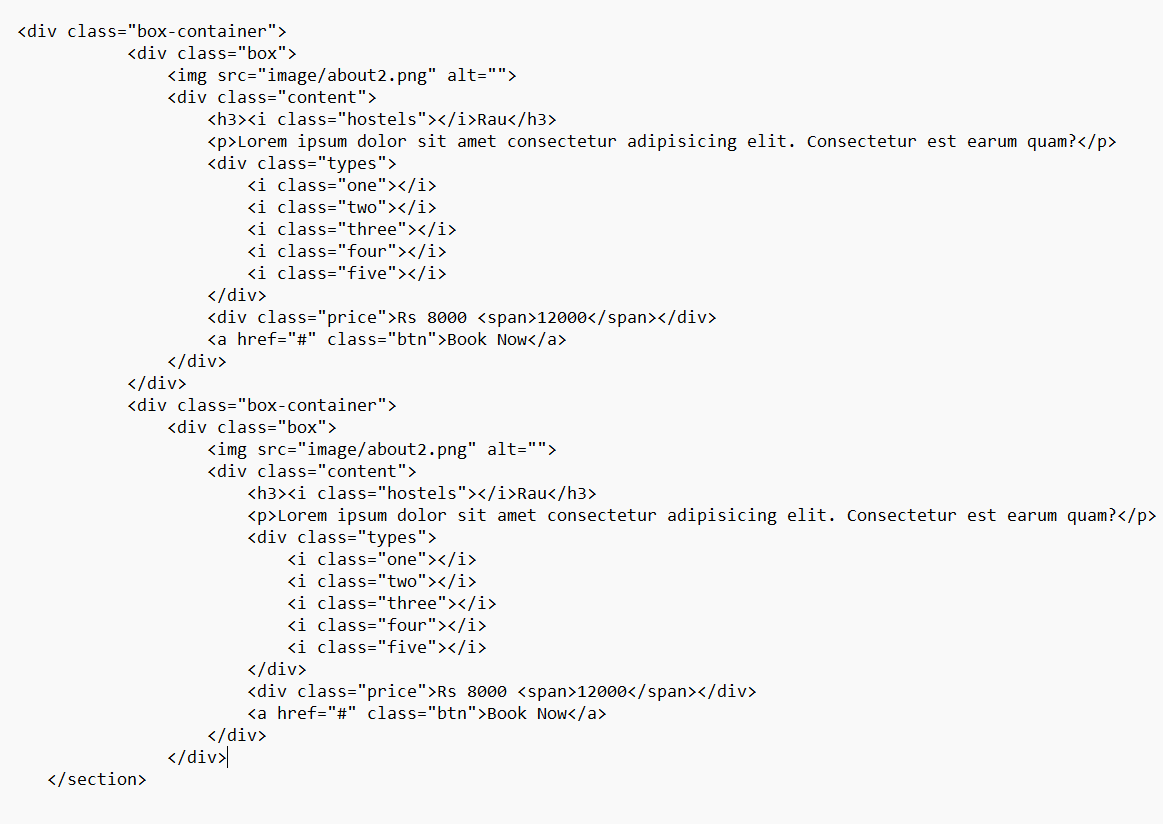 <div class="box-container">
<div class="box">
<img src="image/about2.png" alt="">
<div class="content">
<h3><i class="hostels"></i>Rau</h3>
<p>Lorem ipsum dolor sit amet consectetur adipisicing elit. Consectetur est earum quam?</p>
<div class="types">
<i class="one"></i>
<i class="two"></i>
<i class="three"></i>
<i class="four"></i>
<i class="five"></i>
</div>
<div class="price">Rs 8000 <span>12000</span></div>
<a href="#" class="btn">Book Now</a>
</div>
</div>
<div class="box-container">
<div class="box">
<img src="image/about2.png" alt="">
<div class="content">
<h3><i class="hostels"></i>Rau</h3>
<p>Lorem ipsum dolor sit amet consectetur adipisicing elit. Consectetur est earum quam?</p>
<div class="types">
<i class="one"></i>
<i class="two"></i>
<i class="three"></i>
<i class="four"></i>
<i class="five"></i>
</div>
<div class="price">Rs 8000 <span>12000</span></div>
<a href="#" class="btn">Book Now</a>
</div>
</div>
</section>